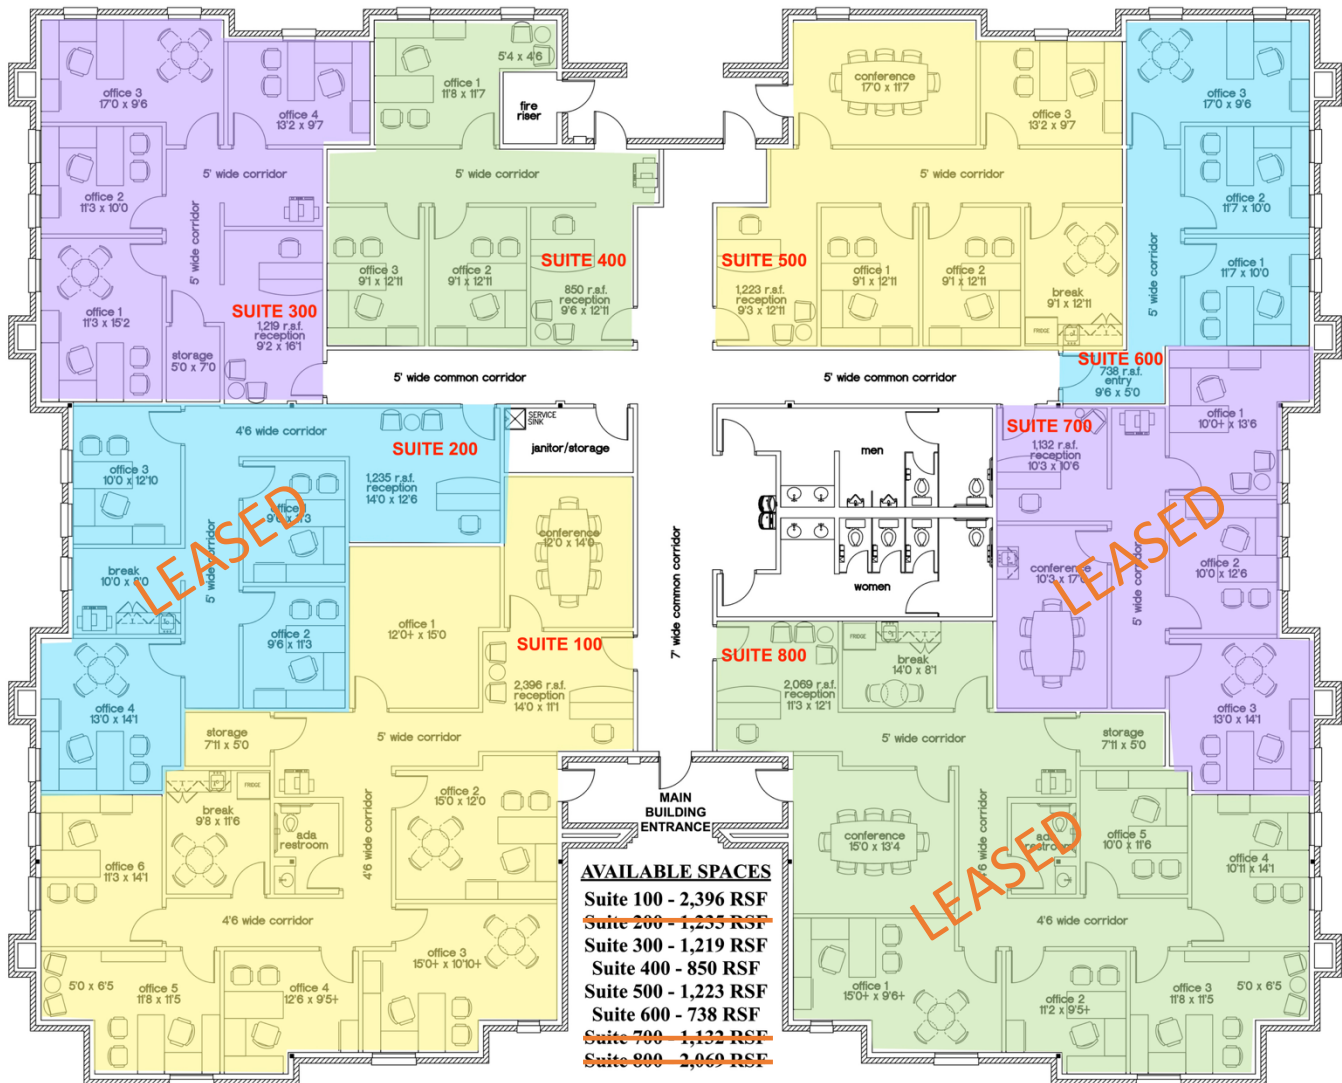 office 3
17'0 x 9'6
office 4
13'2 x 9'7
office 1
11'8 x 11'7
5'4 x 4'6
fire
riser
conference
17'0 x 11'7
office 3
13'2 x 9'7
office 3
17'0 x 9'6
office 2
11'3 x 10'0
5' wide corridor
5' wide corridor
5' wide corridor
5' wide corridor
office 2
11'7 x 10'0
5' wide corridor
office 1
11'3 x 15'2
SUITE 300
1,219 r.s.f.
reception
9'2 x 16'1
storage
5'0 x 7'0
office 3
9'1 x 12'11
office 2
9'1 x 12'11
SUITE 400
850 r.s.f.
reception
9'6 x 12'11
SUITE 500
1,223 r.s.f.
reception
9'3 x 12'11
office 1
9'1 x 12'11
office 2
9'1 x 12'11
break
9'1 x 12'11
FRIDGE
office 1
11'7 x 10'0
SUITE 600
738 r.s.f.
entry
9'6 x 5'0
5' wide common corridor
5' wide common corridor
4'6 wide corridor
SUITE 200
1,235 r.s.f.
reception
14'0 x 12'6
SERVICE
SINK
janitor/storage
men
women
SUITE 700
1,132 r.s.f.
reception
10'3 x 10'6
office 1
10'0+ x 13'6
office 3
10'0 x 12'10
9'6 x 11'3
break
10'0 x 8'0
5' wide corridor
LEASED
office 2
9'6 x 11'3
office 4
13'0 x 14'1
conference
12'0 x 14'0
office 1
12'0+ x 15'0
SUITE 100
2,396 r.s.f.
reception
14'0 x 11'1
7' wide common corridor
conference
10'3 x 17'0
5' wide corridor
LEASED
office 2
10'0 x 12'6
office 3
13'0 x 14'1
SUITE 800
2,069 r.s.f.
reception
11'3 x 12'1
FRIDGE
break
14'0 x 8'1
storage
7'11 x 5'0
5' wide corridor
5' wide corridor
storage
7'11 x 5'0
break
9'8 x 11'6
FRIDGE
ada
restroom
4'6 wide corridor
office 2
15'0 x 12'0
office 6
11'3 x 14'1
4'6 wide corridor
office 3
15'0+ x 10'10+
5'0 x 6'5
office 5
11'8 x 11'5
office 4
12'6 x 9'5+
MAIN
BUILDING
ENTRANCE
conference
15'0 x 13'4
4'6 wide corridor
ada
restroom
LEASED
office 5
10'0 x 11'6
office 4
10'11 x 14'1
4'6 wide corridor
office 1
15'0+ x 9'6+
office 2
11'2 x 9'5+
office 3
11'8 x 11'5
5'0 x 6'5
AVAILABLE SPACES
Suite 100 - 2,396 RSF
Suite 200 - 1,235 RSF
Suite 300 - 1,219 RSF
Suite 400 - 850 RSF
Suite 500 - 1,223 RSF
Suite 600 - 738 RSF
Suite 700 - 1,132 RSF
Suite 800 - 2,069 RSF